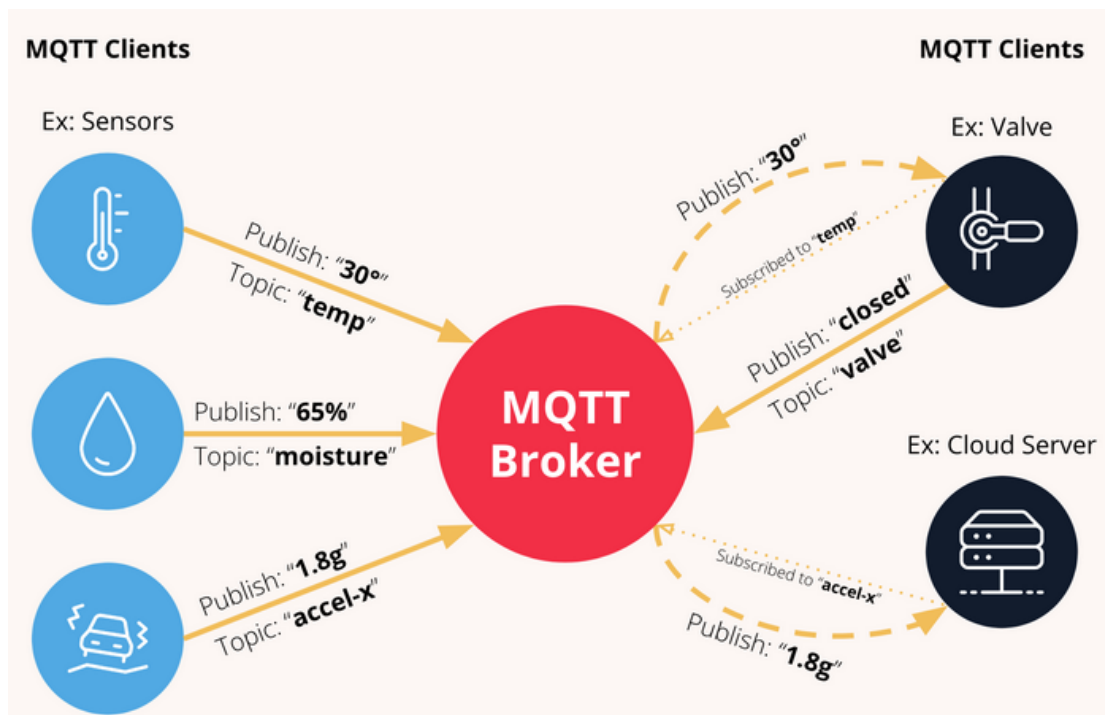 MQTT Clients
MQTT Clients
Ex: Sensors
Ex: Valve
Publish: “30°”
Topic: “temp”
Publish: “30°”
Subscribed to “temp”
Publish: “closed”
Topic: “valve”
Publish: “65%”
Topic: “moisture”
MQTT
Broker
Ex: Cloud Server
Publish: “1.8g”
Topic: “accel-x”
Subscribed to “accel-x”
Publish: “1.8g”